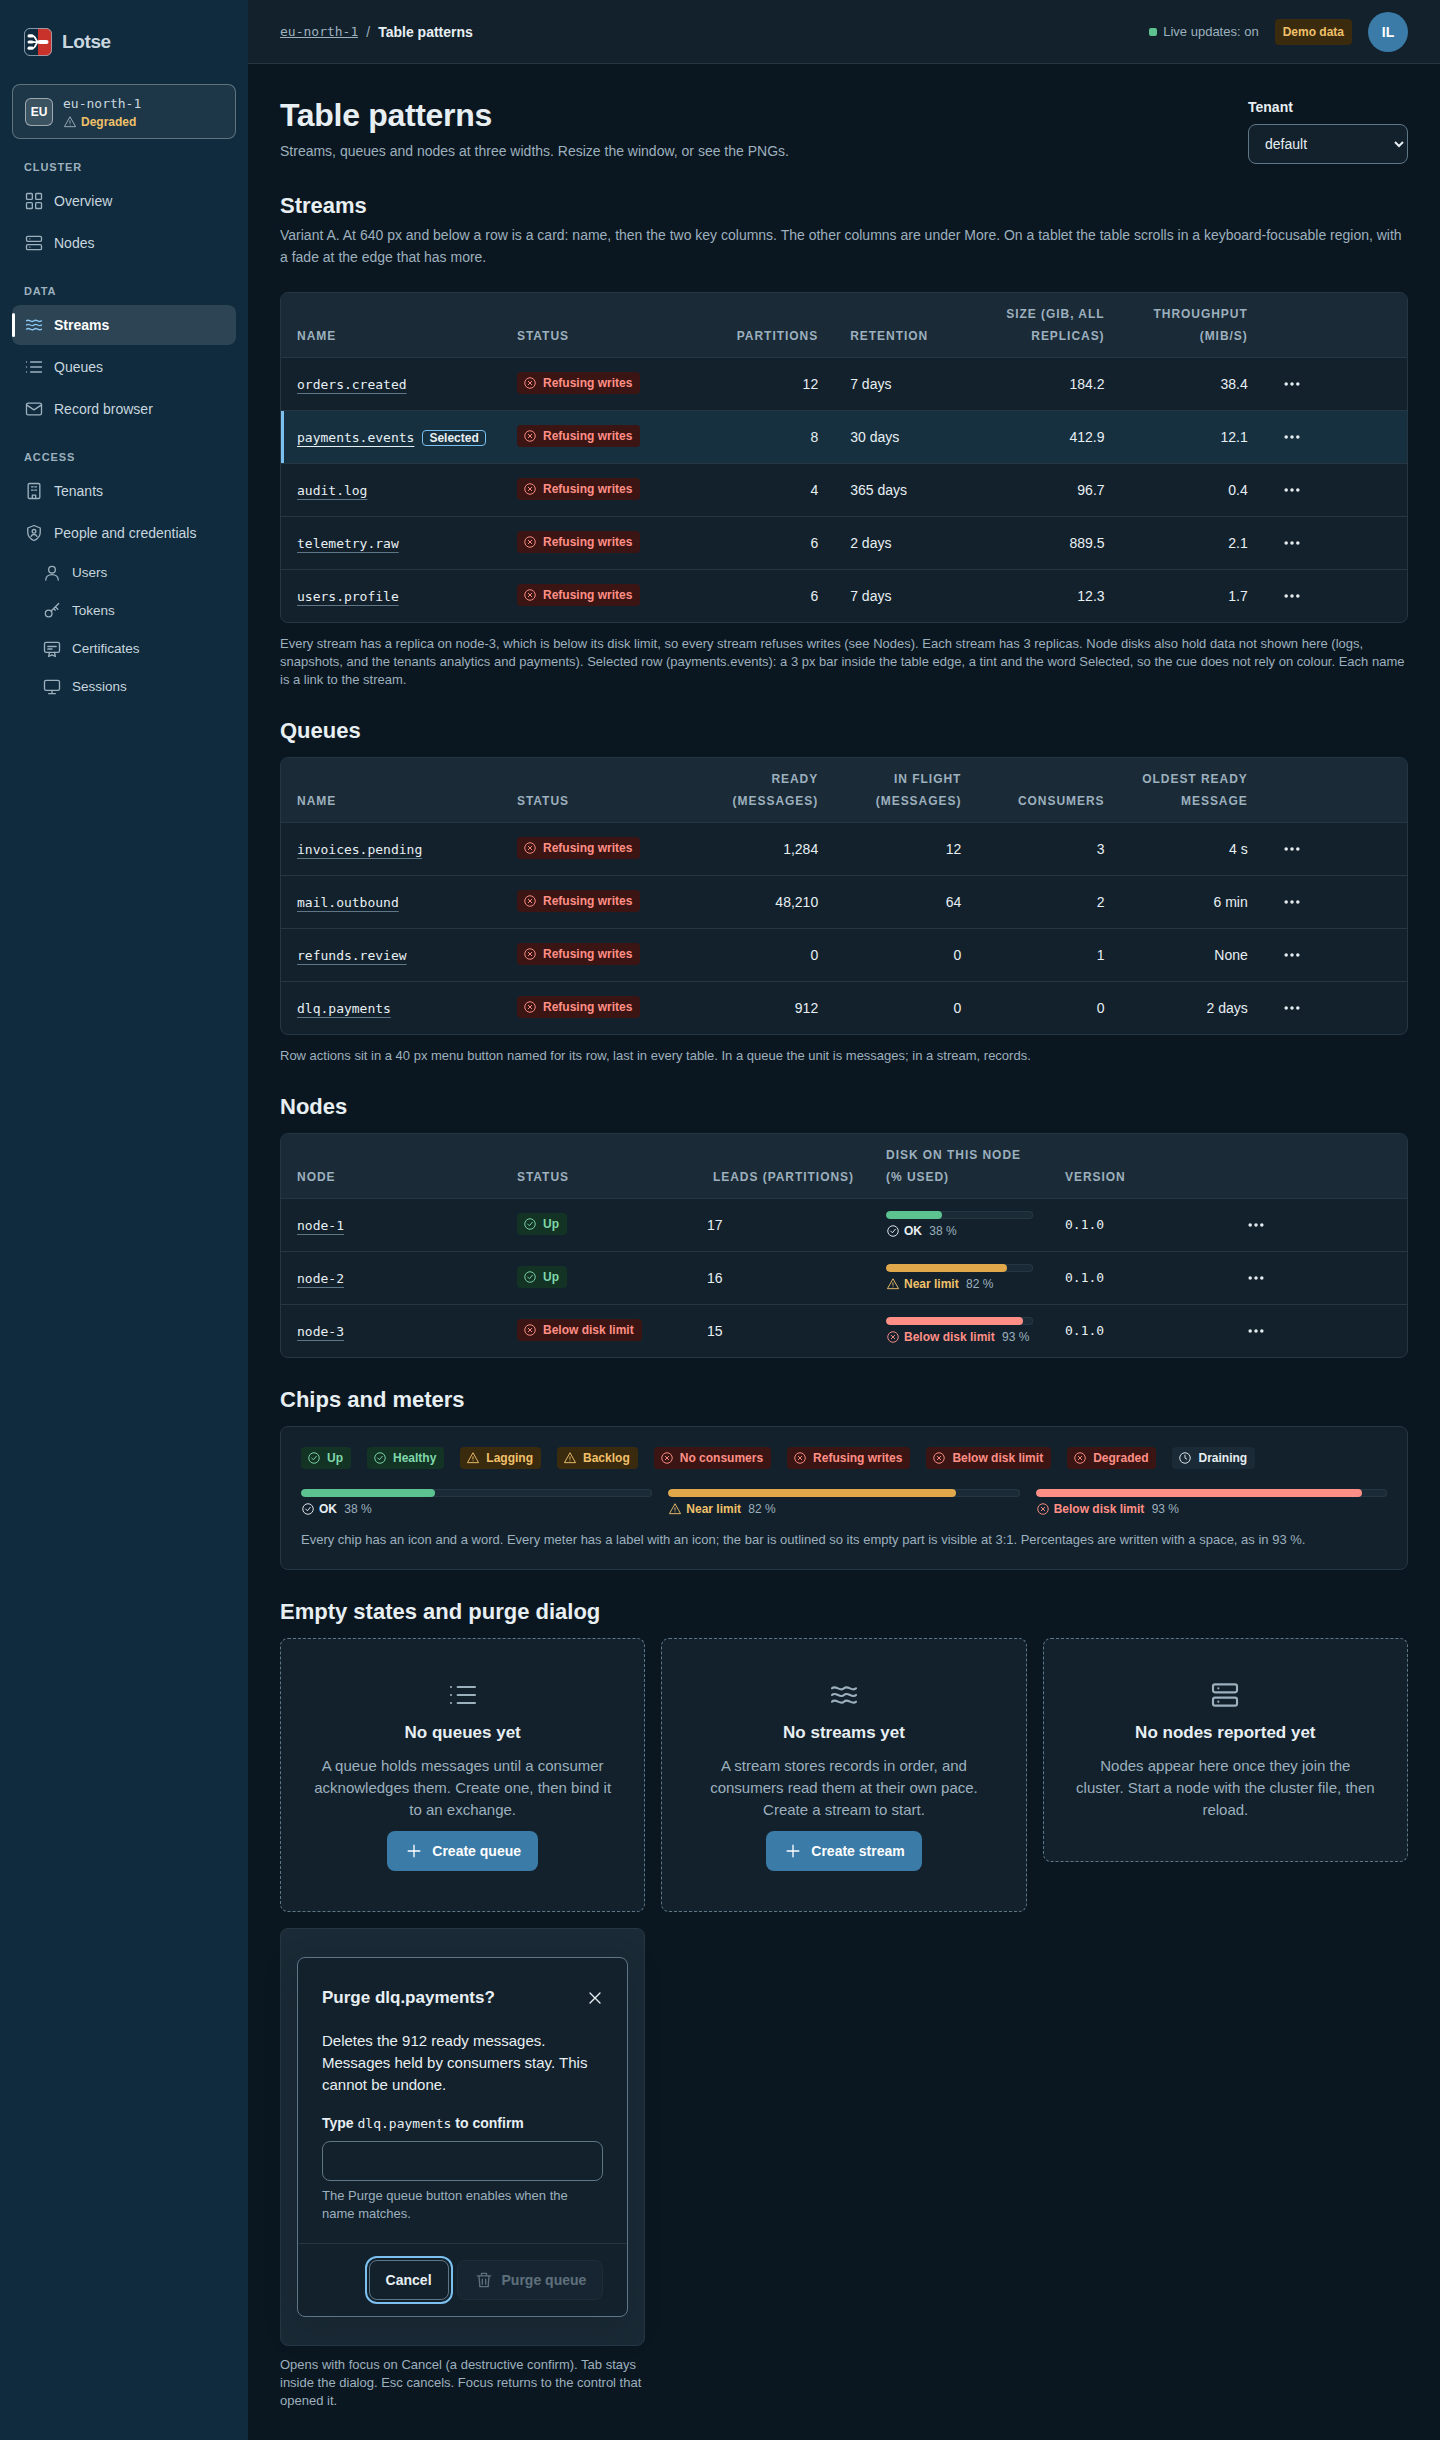 Lotse
EU
eu-north-1
Degraded
CLUSTER
Overview
Nodes
DATA
Streams
Queues
Record browser
ACCESS
Tenants
People and credentials
Users
Tokens
Certificates
Sessions
eu-north-1 / Table patterns
Live updates: on
Demo data
IL
Table patterns
Streams, queues and nodes at three widths. Resize the window, or see the PNGs.
Tenant
default
Streams
Variant A. At 640 px and below a row is a card: name, then the two key columns. The other columns are under More. On a tablet the table scrolls in a keyboard-focusable region, with
a fade at the edge that has more.
NAME STATUS PARTITIONS RETENTION SIZE (GIB, ALL REPLICAS) THROUGHPUT (MIB/S)
orders.created Refusing writes 12 7 days 184.2 38.4
payments.events Selected Refusing writes 8 30 days 412.9 12.1
audit.log Refusing writes 4 365 days 96.7 0.4
telemetry.raw Refusing writes 6 2 days 889.5 2.1
users.profile Refusing writes 6 7 days 12.3 1.7
Every stream has a replica on node-3, which is below its disk limit, so every stream refuses writes (see Nodes). Each stream has 3 replicas. Node disks also hold data not shown here (logs,
snapshots, and the tenants analytics and payments). Selected row (payments.events): a 3 px bar inside the table edge, a tint and the word Selected, so the cue does not rely on colour. Each name
is a link to the stream.
Queues
NAME STATUS READY (MESSAGES) IN FLIGHT (MESSAGES) CONSUMERS OLDEST READY MESSAGE
invoices.pending Refusing writes 1,284 12 3 4 s
mail.outbound Refusing writes 48,210 64 2 6 min
refunds.review Refusing writes 0 0 1 None
dlq.payments Refusing writes 912 0 0 2 days
Row actions sit in a 40 px menu button named for its row, last in every table. In a queue the unit is messages; in a stream, records.
Nodes
NODE STATUS LEADS (PARTITIONS) DISK ON THIS NODE (% USED) VERSION
node-1 Up 17 OK 38 % 0.1.0
node-2 Up 16 Near limit 82 % 0.1.0
node-3 Below disk limit 15 Below disk limit 93 % 0.1.0
Chips and meters
Up Healthy Lagging Backlog No consumers Refusing writes Below disk limit Degraded Draining
OK 38 % Near limit 82 % Below disk limit 93 %
Every chip has an icon and a word. Every meter has a label with an icon; the bar is outlined so its empty part is visible at 3:1. Percentages are written with a space, as in 93 %.
Empty states and purge dialog
No queues yet
A queue holds messages until a consumer
acknowledges them. Create one, then bind it
to an exchange.
Create queue
No streams yet
A stream stores records in order, and
consumers read them at their own pace.
Create a stream to start.
Create stream
No nodes reported yet
Nodes appear here once they join the
cluster. Start a node with the cluster file, then
reload.
Purge dlq.payments?
Deletes the 912 ready messages.
Messages held by consumers stay. This
cannot be undone.
Type dlq.payments to confirm
The Purge queue button enables when the
name matches.
Cancel
Purge queue
Opens with focus on Cancel (a destructive confirm). Tab stays
inside the dialog. Esc cancels. Focus returns to the control that
opened it.